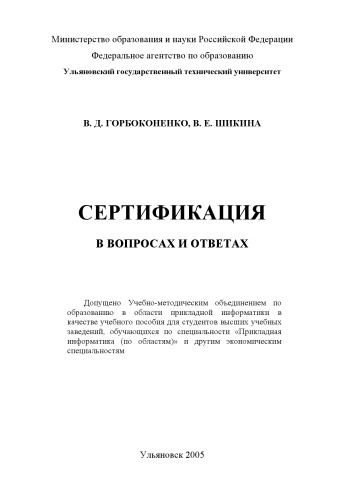 Министерство образования и науки Российской Федерации
Федеральное агентство по образованию
Ульяновский государственный технический университет
В. Д. ГОРБОКОНЕНКО, В. Е. ШИКИНА
СЕРТИФИКАЦИЯ
В ВОПРОСАХ И ОТВЕТАХ
Допущено Учебно-методическим объединением по
образованию в области прикладной информатики в
качестве учебного пособия для студентов высших учебных
заведений, обучающихся по специальности «Прикладная
информатика (по областям)» и другим экономическим
специальностям
Ульяновск 2005